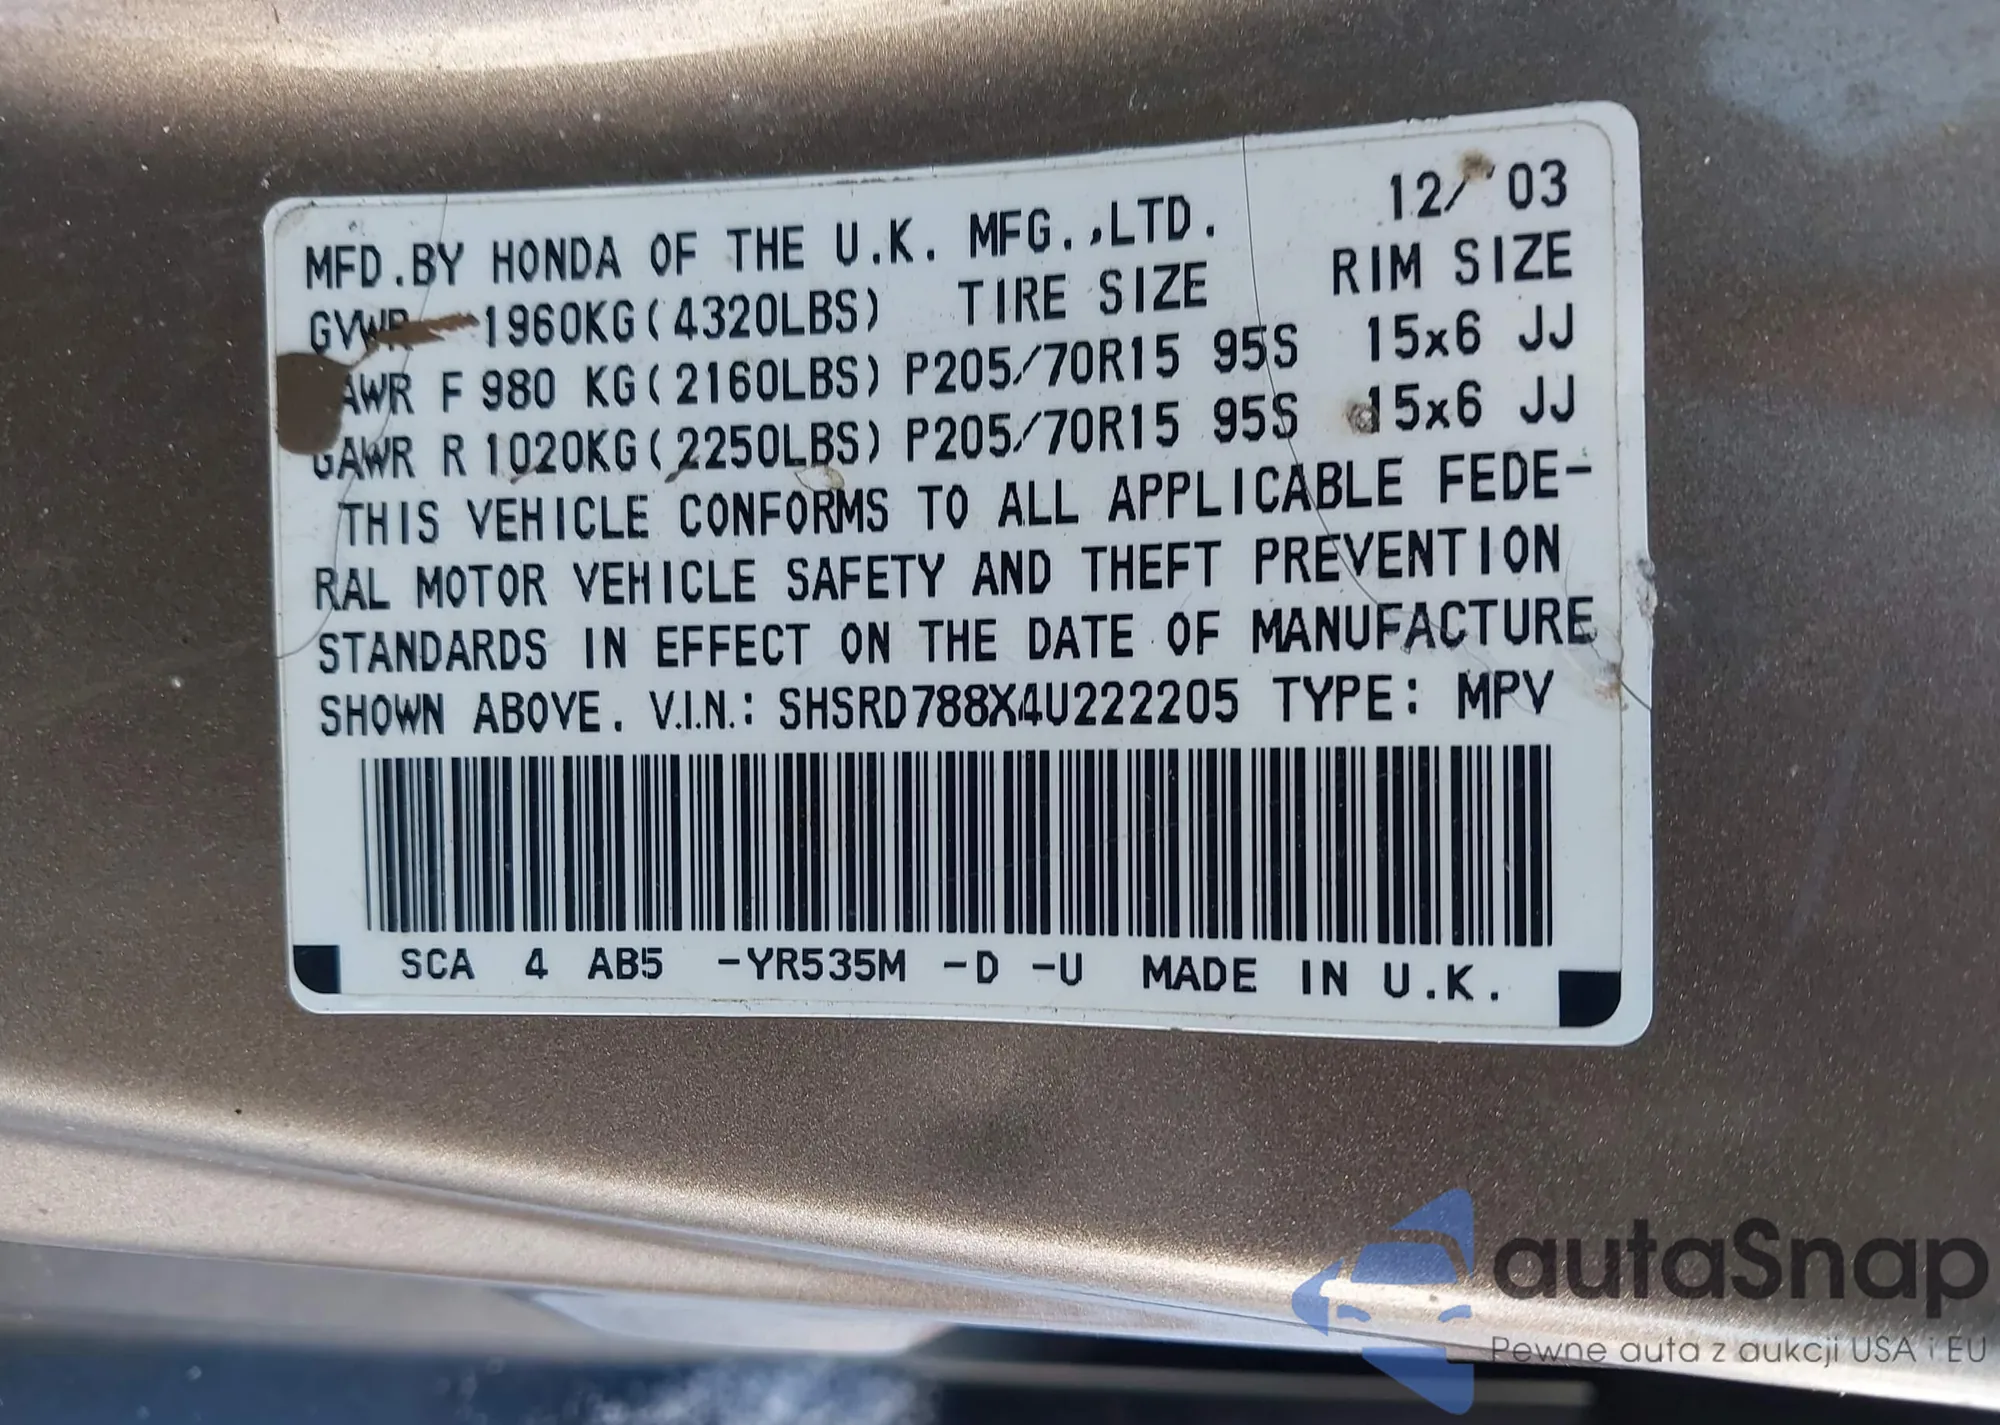 12/ '03
MFD.BY HONDA OF THE U.K. MFG.,LTD.
GVWR 1960KG(4320LBS) TIRE SIZE RIM SIZE
GAWR F 980 KG(2160LBS) P205/70R15 95S 15x6 JJ
GAWR R 1020KG(2250LBS) P205/70R15 95S 15x6 JJ
THIS VEHICLE CONFORMS TO ALL APPLICABLE FEDE-
RAL MOTOR VEHICLE SAFETY AND THEFT PREVENTION
STANDARDS IN EFFECT ON THE DATE OF MANUFACTURE
SHOWN ABOVE. V.I.N.: SHSRD788X4U222205 TYPE: MPV
SCA 4 AB5 -YR535M -D -U MADE IN U.K.
autaSnap
Pewne auta z aukcji USA i EU